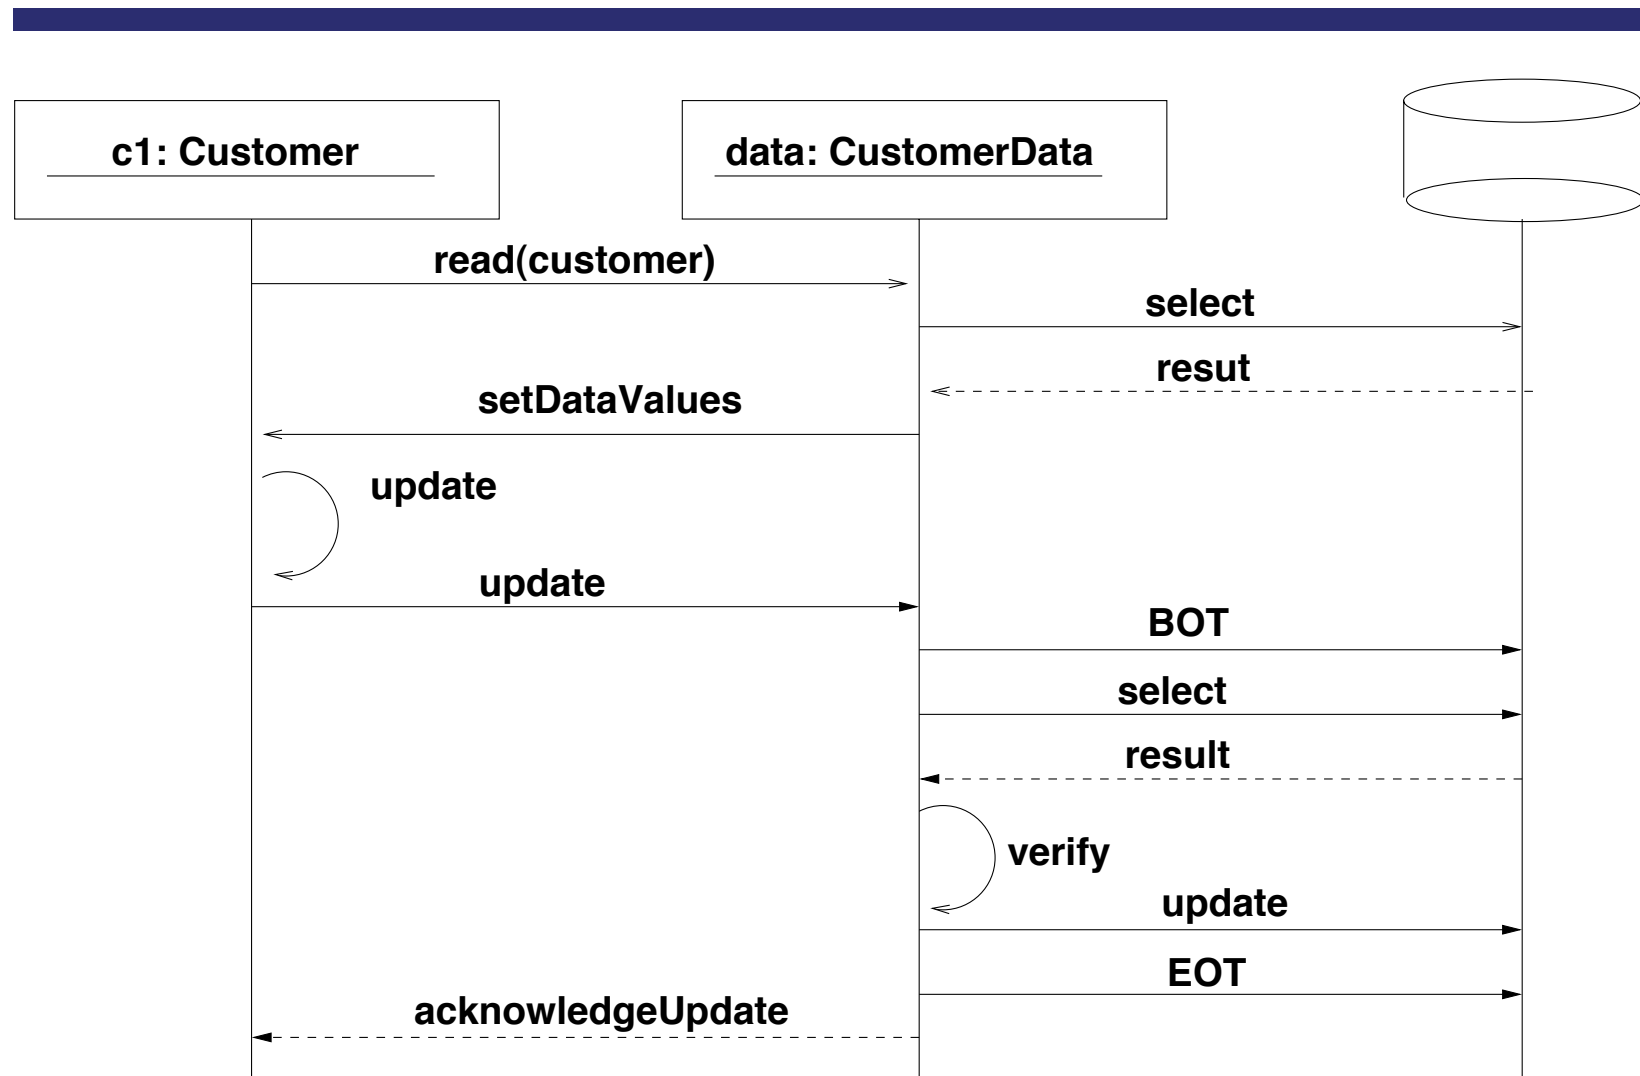 c1: Customer
data: CustomerData
read(customer)
select
resut
setDataValues
update
update
BOT
select
result
verify
update
EOT
acknowledgeUpdate